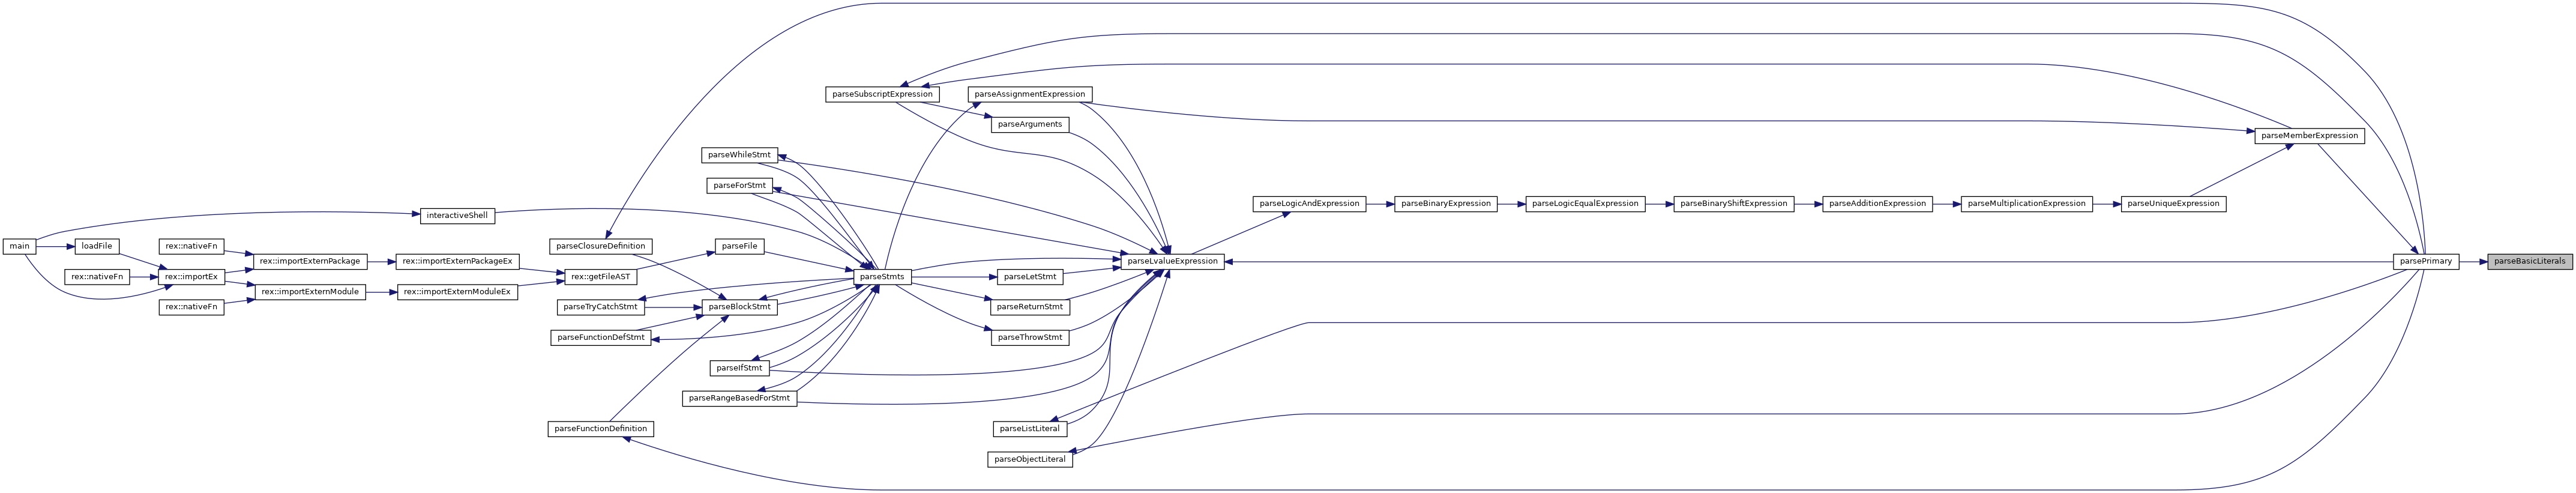 main
loadFile
rex::nativeFn
rex::nativeFn
rex::importEx
rex::nativeFn
rex::importExternPackage
rex::importExternModule
interactiveShell
rex::importExternPackageEx
rex::importExternModuleEx
parseClosureDefinition
rex::getFileAST
parseTryCatchStmt
parseFunctionDefStmt
parseFunctionDefinition
parseWhileStmt
parseForStmt
parseFile
parseBlockStmt
parseIfStmt
parseRangeBasedForStmt
parseSubscriptExpression
parseStmts
parseAssignmentExpression
parseArguments
parseLetStmt
parseReturnStmt
parseThrowStmt
parseListLiteral
parseObjectLiteral
parseLvalueExpression
parseLogicAndExpression
parseBinaryExpression
parseLogicEqualExpression
parseBinaryShiftExpression
parseAdditionExpression
parseMultiplicationExpression
parseUniqueExpression
parseMemberExpression
parsePrimary
parseBasicLiterals